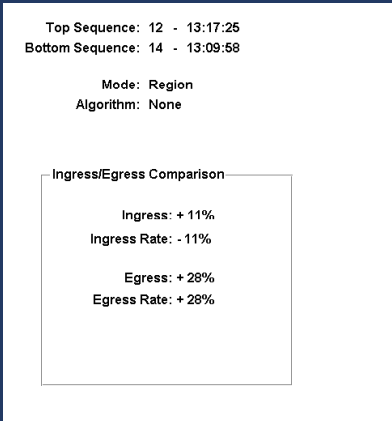 Top Sequence: 12 - 13:17:25
Bottom Sequence: 14 - 13:09:58
Mode: Region
Algorithm: None
Ingress/Egress Comparison
Ingress: + 11%
Ingress Rate: - 11%
Egress: + 28%
Egress Rate: + 28%